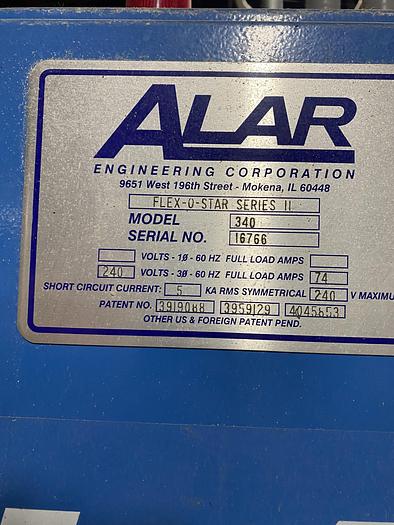 ALAR
ENGINEERING CORPORATION
9651 West 196th Street - Mokena, IL 60448
FLEX-O-STAR SERIES II
MODEL 340
SERIAL NO. 16766
VOLTS - 1Ø - 60 HZ FULL LOAD AMPS
240 VOLTS - 3Ø - 60 HZ FULL LOAD AMPS 74
SHORT CIRCUIT CURRENT: 5 KA RMS SYMMETRICAL 240 V MAXIMU
PATENT NO. 3919088 3959129 4045853
OTHER US & FOREIGN PATENT PEND.